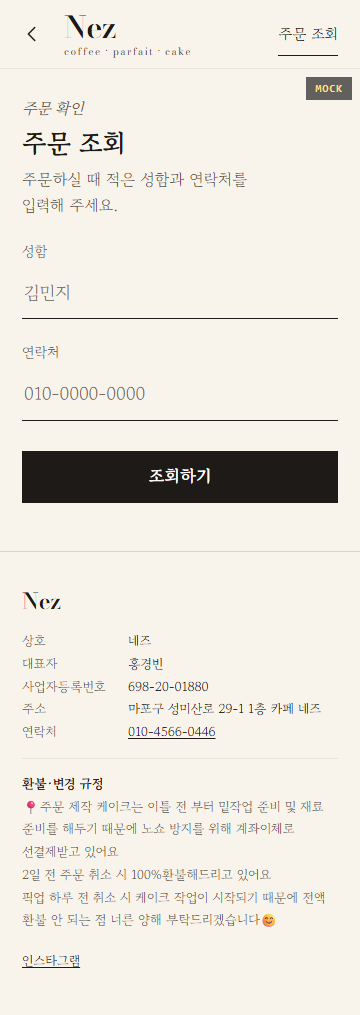 Nez
coffee · parfait · cake
주문 조회
MOCK
주문 확인
주문 조회
주문하실 때 적은 성함과 연락처를
입력해 주세요.
성함
김민지
연락처
010-0000-0000
조회하기
Nez
상호 네즈
대표자 홍경빈
사업자등록번호 698-20-01880
주소 마포구 성미산로 29-1 1층 카페 네즈
연락처 010-4566-0446
환불·변경 규정
📍주문 제작 케이크는 이틀 전 부터 밑작업 준비 및 재료
준비를 해두기 때문에 노쇼 방지를 위해 계좌이체로
선결제받고 있어요
2일 전 주문 취소 시 100%환불해드리고 있어요
픽업 하루 전 취소 시 케이크 작업이 시작되기 때문에 전액
환불 안 되는 점 너른 양해 부탁드리겠습니다😊
인스타그램